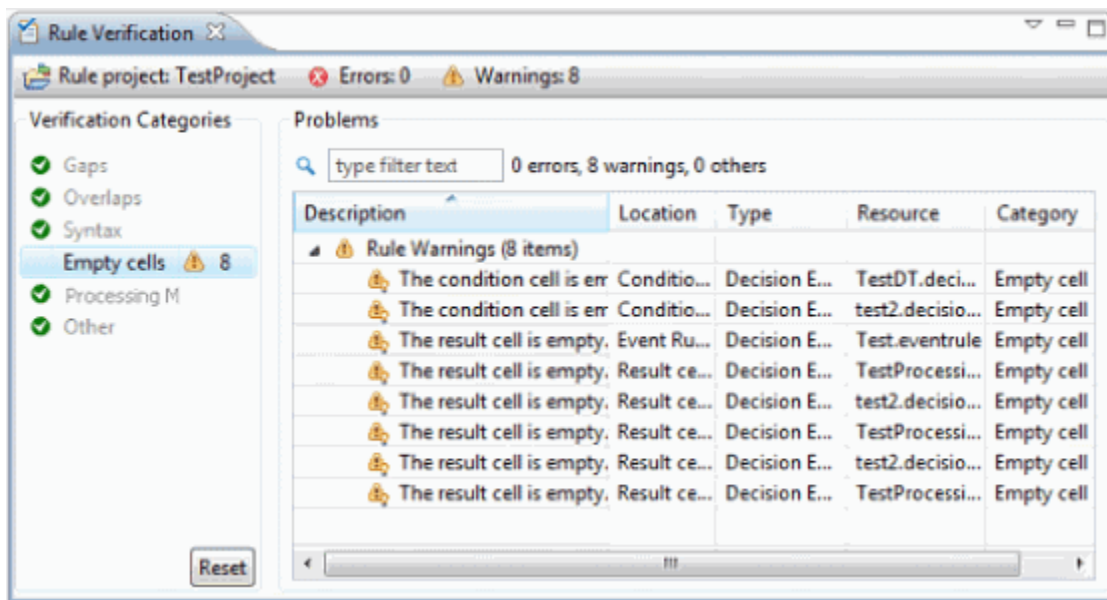 Rule Verification
Rule project: TestProject Errors: 0 Warnings: 8
Verification Categories
Gaps
Overlaps
Syntax
Empty cells 8
Processing M
Other
Reset
Problems
type filter text 0 errors, 8 warnings, 0 others
Description Location Type Resource Category
Rule Warnings (8 items)
The condition cell is em Conditio... Decision E... TestDT.deci... Empty cell
The condition cell is em Conditio... Decision E... test2.decisio... Empty cell
The result cell is empty. Event Ru... Decision E... Test.eventrule Empty cell
The result cell is empty. Result ce... Decision E... TestProcessi... Empty cell
The result cell is empty. Result ce... Decision E... test2.decisio... Empty cell
The result cell is empty. Result ce... Decision E... TestProcessi... Empty cell
The result cell is empty. Result ce... Decision E... test2.decisio... Empty cell
The result cell is empty. Result ce... Decision E... TestProcessi... Empty cell